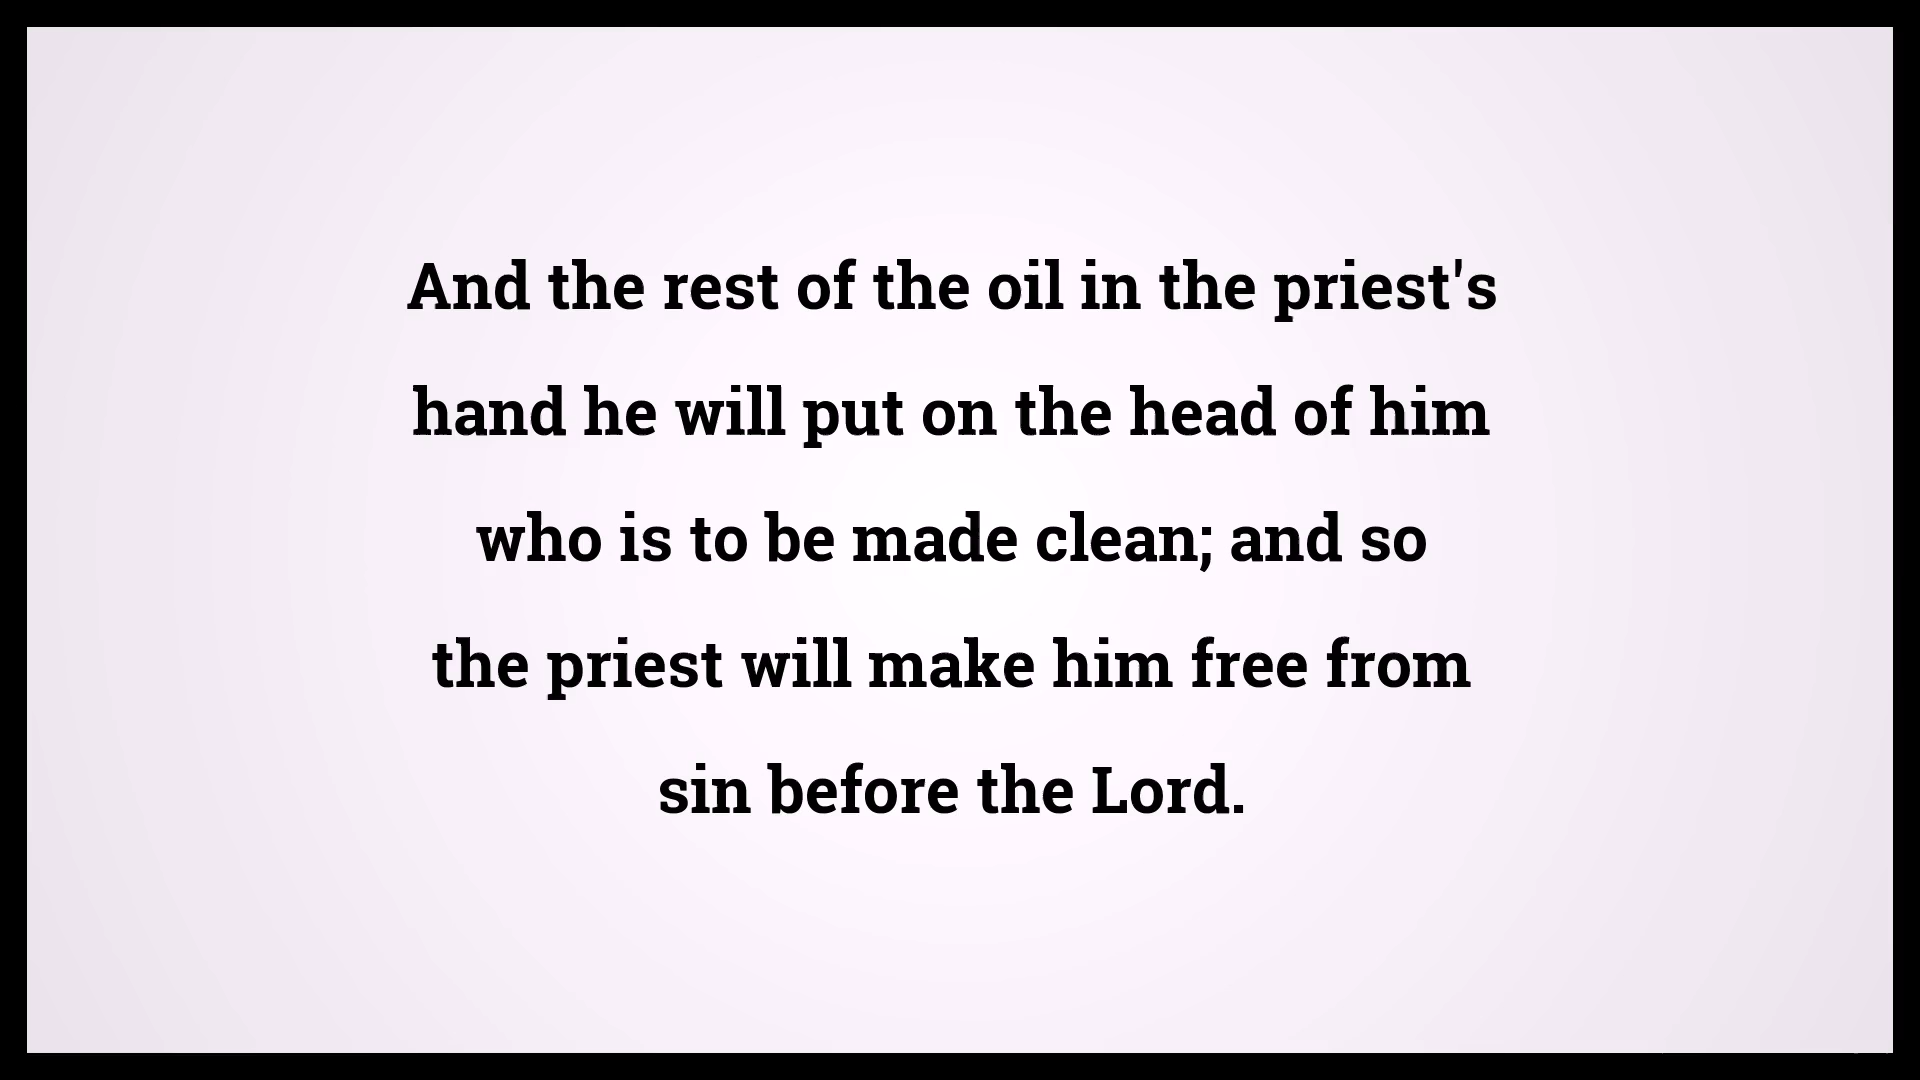 And the rest of the oil in the priest's
hand he will put on the head of him
who is to be made clean; and so
the priest will make him free from
sin before the Lord.